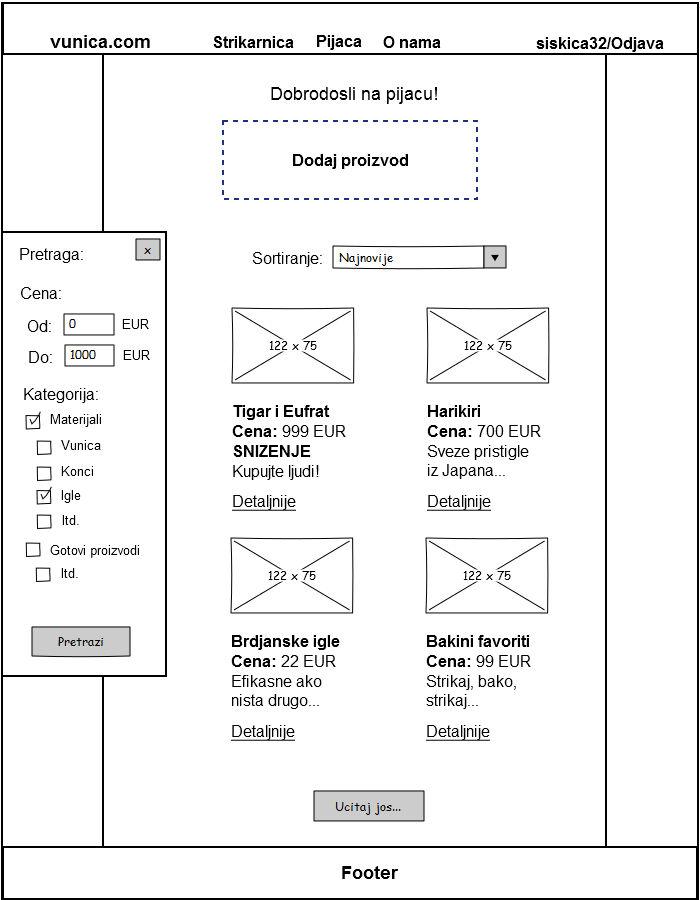 vunica.com Strikarnica Pijaca O nama siskica32/Odjava
Dobrodosli na pijacu!
Dodaj proizvod
Pretraga: x
Cena:
Od: 0 EUR
Do: 1000 EUR
Kategorija:
Materijali
Vunica
Konci
Igle
Itd.
Gotovi proizvodi
Itd.
Pretrazi
Sortiranje: Najnovije
122 x 75
Tigar i Eufrat
Cena: 999 EUR
SNIZENJE
Kupujte ljudi!
Detaljnije
122 x 75
Harikiri
Cena: 700 EUR
Sveze pristigle
iz Japana...
Detaljnije
122 x 75
Brdjanske igle
Cena: 22 EUR
Efikasne ako
nista drugo...
Detaljnije
122 x 75
Bakini favoriti
Cena: 99 EUR
Strikaj, bako,
strikaj...
Detaljnije
Ucitaj jos...
Footer